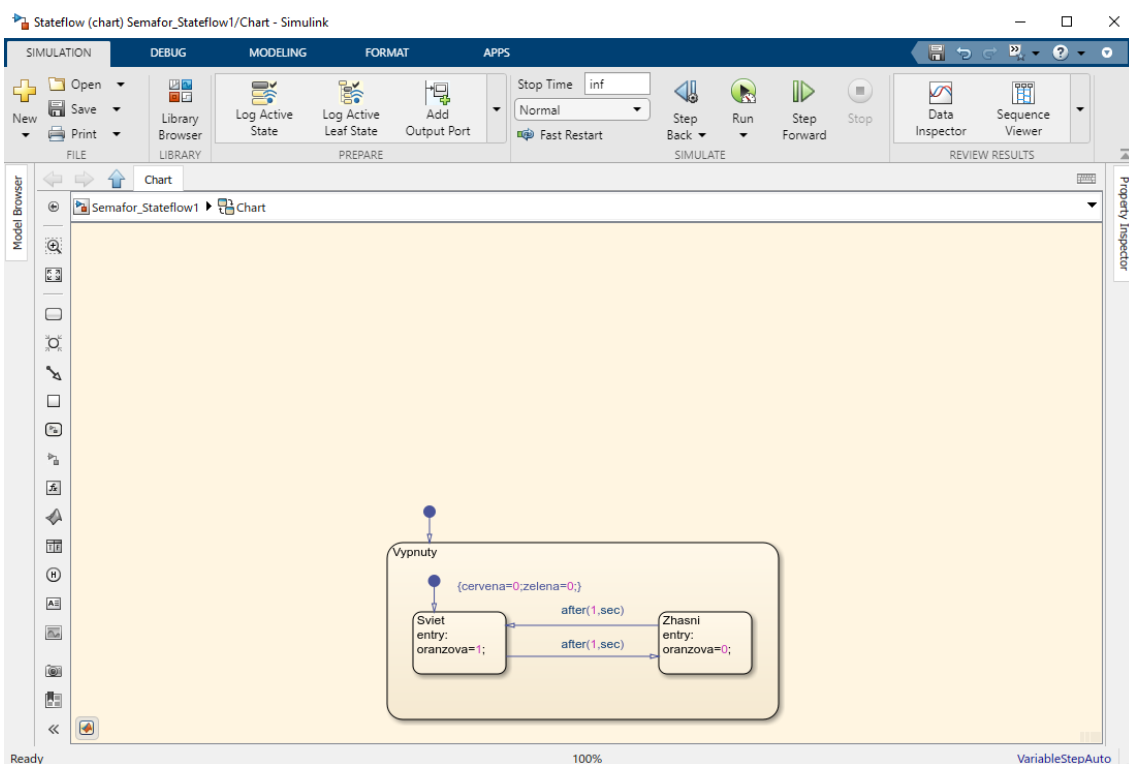 Stateflow (chart) Semafor_Stateflow1/Chart - Simulink
SIMULATION DEBUG MODELING FORMAT APPS
New
Open
Save
Print
FILE
Library
Browser
LIBRARY
Log Active
State
Log Active
Leaf State
Add
Output Port
PREPARE
Stop Time inf
Normal
Fast Restart
Step
Back
Run
Step
Forward
Stop
SIMULATE
Data
Inspector
Sequence
Viewer
REVIEW RESULTS
Model Browser
Chart
Semafor_Stateflow1 Chart
Property Inspector
Vypnuty
{cervena=0;zelena=0;}
after(1,sec)
Sviet
entry:
oranzova=1;
after(1,sec)
Zhasni
entry:
oranzova=0;
Ready
100%
VariableStepAuto